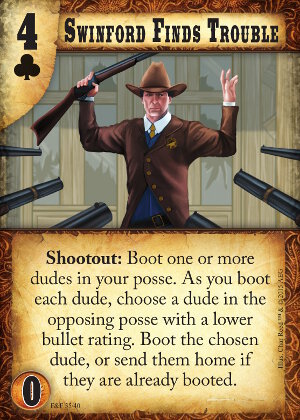 4 SWINFORD FINDS TROUBLE
Shootout: Boot one or more
dudes in your posse. As you boot
each dude, choose a dude in the
opposing posse with a lower
bullet rating. Boot the chosen
dude, or send them home if
they are already booted.
0